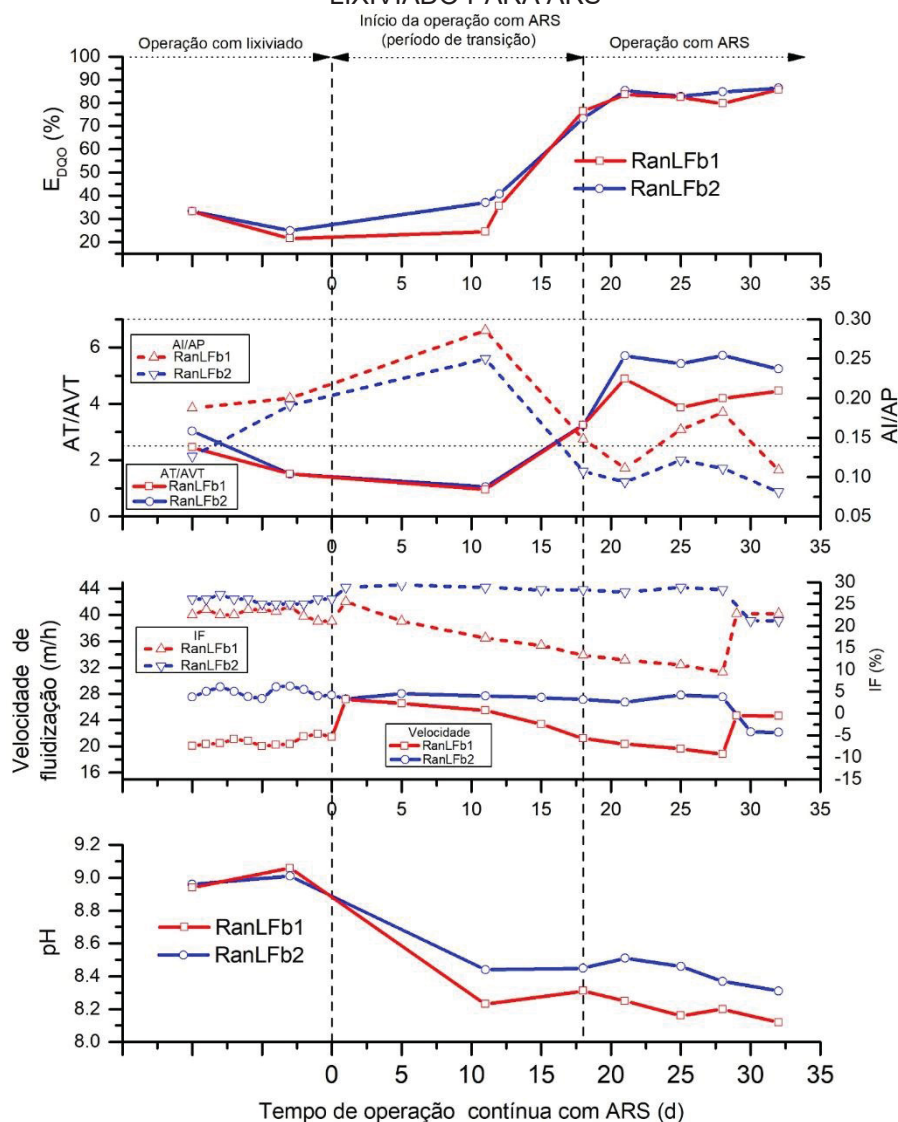 LIXIVIADO PARA ARS
Início da operação com ARS
Operação com lixiviado
(período de transição)
Operação com ARS
100
90
80
70
60
50
40
30
20
E_DQO (%)
RanLFb1
RanLFb2
0 5 10 15 20 25 30 35
6
4
2
0
AT/AVT
AI/AP
RanLFb1
RanLFb2
AT/AVT
RanLFb1
RanLFb2
0.30
0.25
0.20
0.15
0.10
0.05
AI/AP
0 5 10 15 20 25 30 35
44
40
36
32
28
24
20
16
Velocidade de
fluidização (m/h)
IF
RanLFb1
RanLFb2
Velocidade
RanLFb1
RanLFb2
30
25
20
15
10
5
0
-5
-10
-15
IF (%)
0 5 10 15 20 25 30 35
9.2
9.0
8.8
8.6
8.4
8.2
8.0
pH
RanLFb1
RanLFb2
0 5 10 15 20 25 30 35
Tempo de operação contínua com ARS (d)